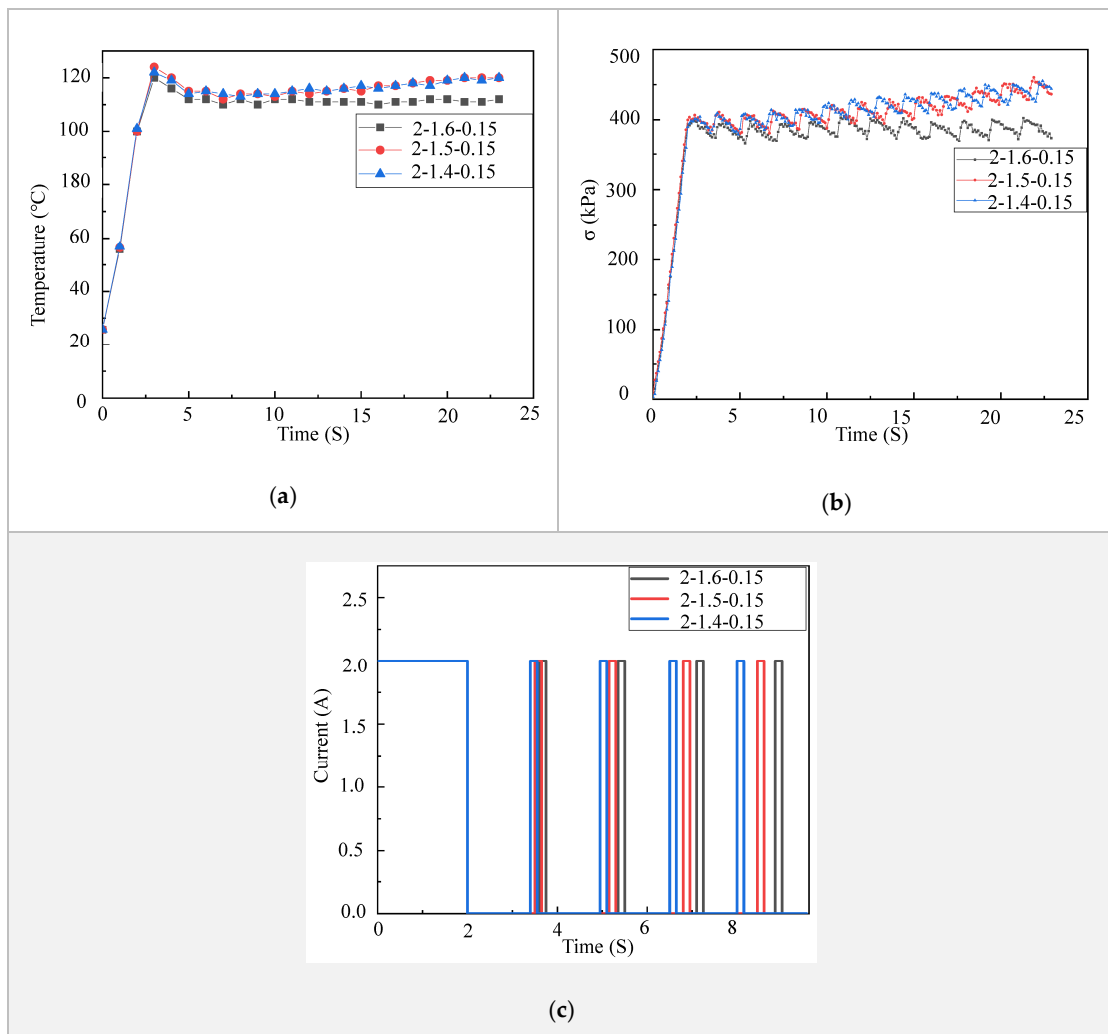 120
100
180
60
40
20
0
Temperature (℃)
0 5 10 15 20 25
Time (S)
2-1.6-0.15
2-1.5-0.15
2-1.4-0.15
(a)
500
400
300
400
100
0
σ (kPa)
0 5 10 15 20 25
Time (S)
2-1.6-0.15
2-1.5-0.15
2-1.4-0.15
(b)
2.5
2.0
1.5
1.0
0.5
0.0
Current (A)
0 2 4 6 8
Time (S)
2-1.6-0.15
2-1.5-0.15
2-1.4-0.15
(c)